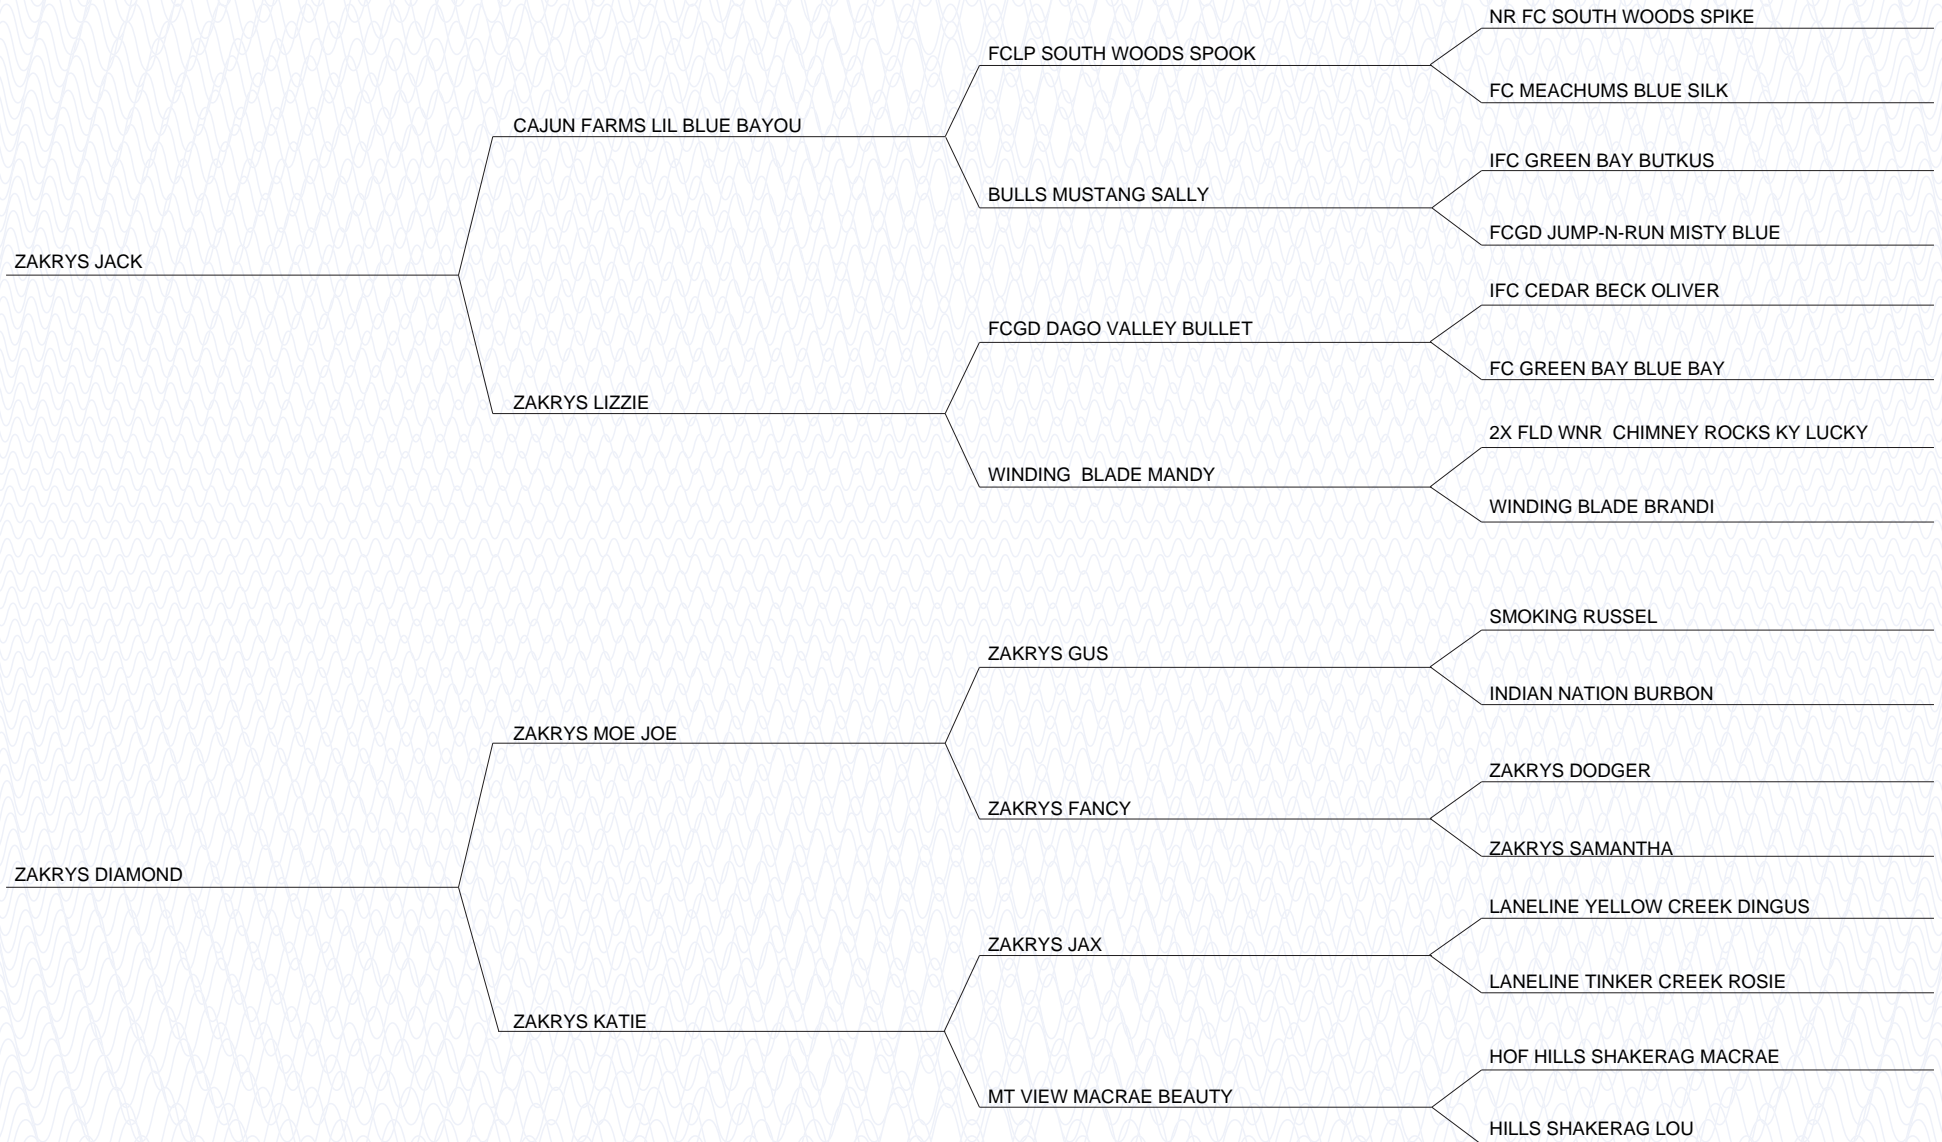 NR FC SOUTH WOODS SPIKE
FCLP SOUTH WOODS SPOOK
FC MEACHUMS BLUE SILK
CAJUN FARMS LIL BLUE BAYOU
IFC GREEN BAY BUTKUS
BULLS MUSTANG SALLY
FCGD JUMP-N-RUN MISTY BLUE
ZAKRYS JACK
IFC CEDAR BECK OLIVER
FCGD DAGO VALLEY BULLET
FC GREEN BAY BLUE BAY
ZAKRYS LIZZIE
2X FLD WNR  CHIMNEY ROCKS KY LUCKY
WINDING  BLADE MANDY
WINDING BLADE BRANDI
SMOKING RUSSEL
ZAKRYS GUS
INDIAN NATION BURBON
ZAKRYS MOE JOE
ZAKRYS DODGER
ZAKRYS FANCY
ZAKRYS SAMANTHA
ZAKRYS DIAMOND
LANELINE YELLOW CREEK DINGUS
ZAKRYS JAX
LANELINE TINKER CREEK ROSIE
ZAKRYS KATIE
HOF HILLS SHAKERAG MACRAE
MT VIEW MACRAE BEAUTY
HILLS SHAKERAG LOU